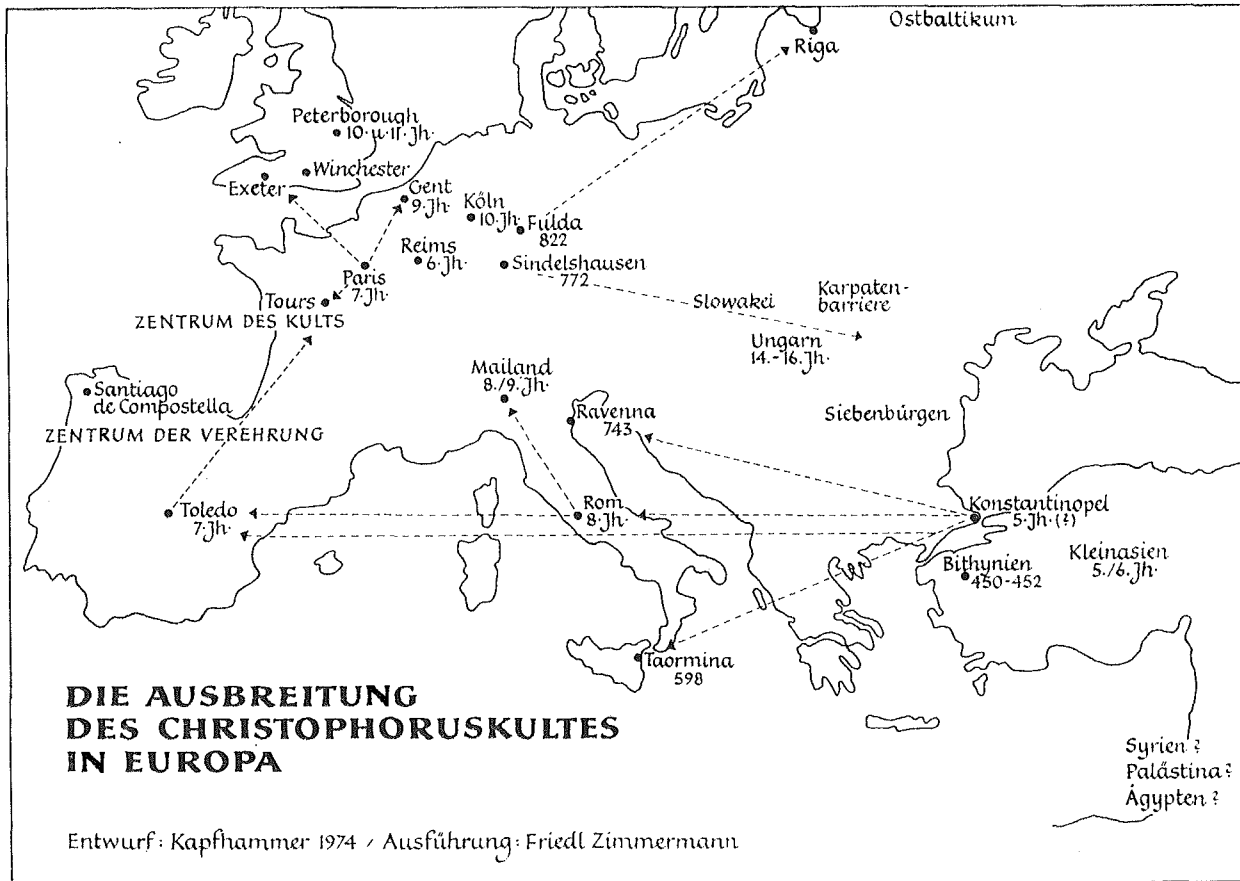 Ostbaltikum
Riga
Peterborough
10. u. 11. Jh.
Winchester
Exeter
Gent
9. Jh.
Köln
10. Jh.
Fulda
822
Reims
6. Jh.
Sindelshausen
772
Paris
7. Jh.
Tours
ZENTRUM DES KULTS
Slowakei
Karpaten-
barriere
Ungarn
14.-16. Jh.
Mailand
8./9. Jh.
Santiago
de Compostella
ZENTRUM DER VEREHRUNG
Ravenna
743
Siebenbürgen
Toledo
7. Jh.
Rom
8. Jh.
Konstantinopel
5. Jh. (?)
Bithynien
450-452
Kleinasien
5./6. Jh.
Taormina
598
DIE AUSBREITUNG
DES CHRISTOPHORUSKULTES
IN EUROPA
Syrien ?
Palästina ?
Ägypten ?
Entwurf: Kapfhammer 1974 / Ausführung: Friedl Zimmermann